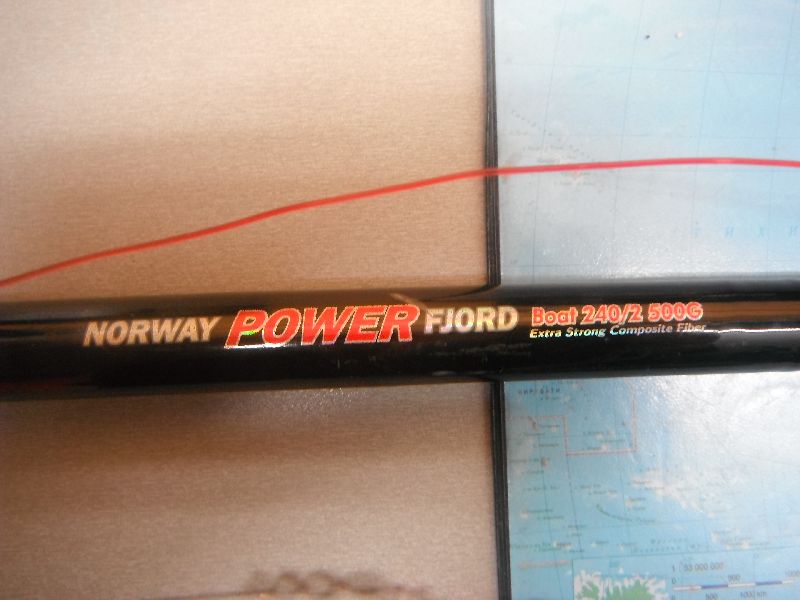 NORWAY POWER FJORD Boat 240/2 500G
Extra Strong Composite Fiber